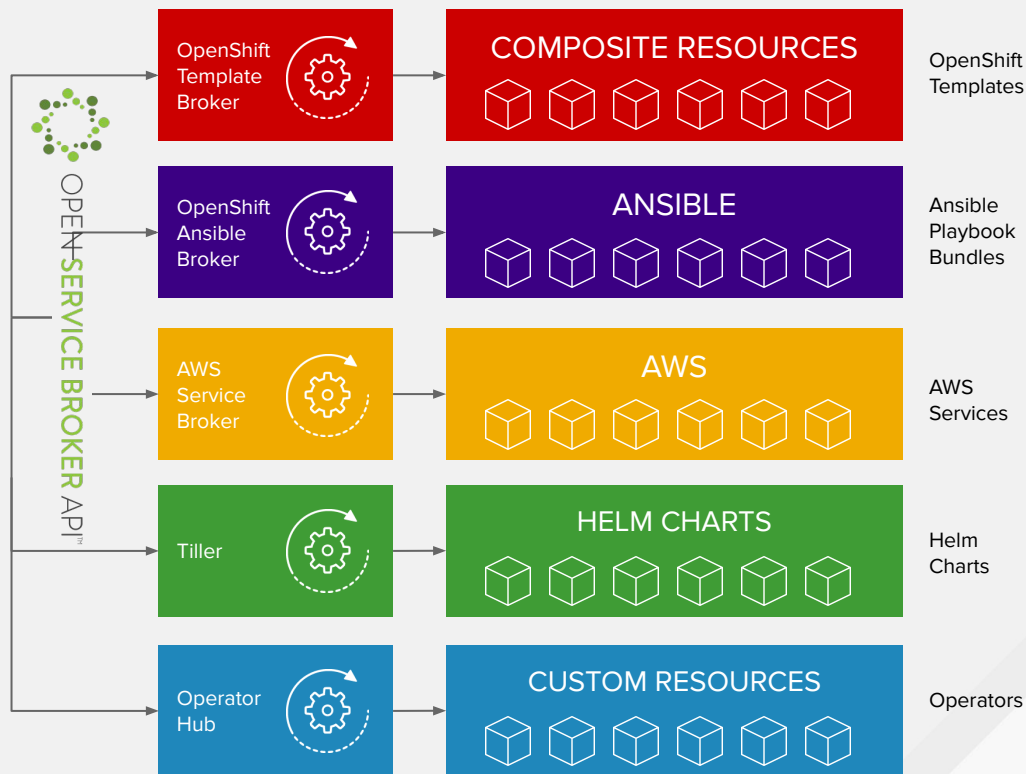 OPEN SERVICE BROKER API™
OpenShift
Template
Broker
COMPOSITE RESOURCES
OpenShift
Templates
OpenShift
Ansible
Broker
ANSIBLE
Ansible
Playbook
Bundles
AWS
Service
Broker
AWS
AWS
Services
Tiller
HELM CHARTS
Helm
Charts
Operator
Hub
CUSTOM RESOURCES
Operators